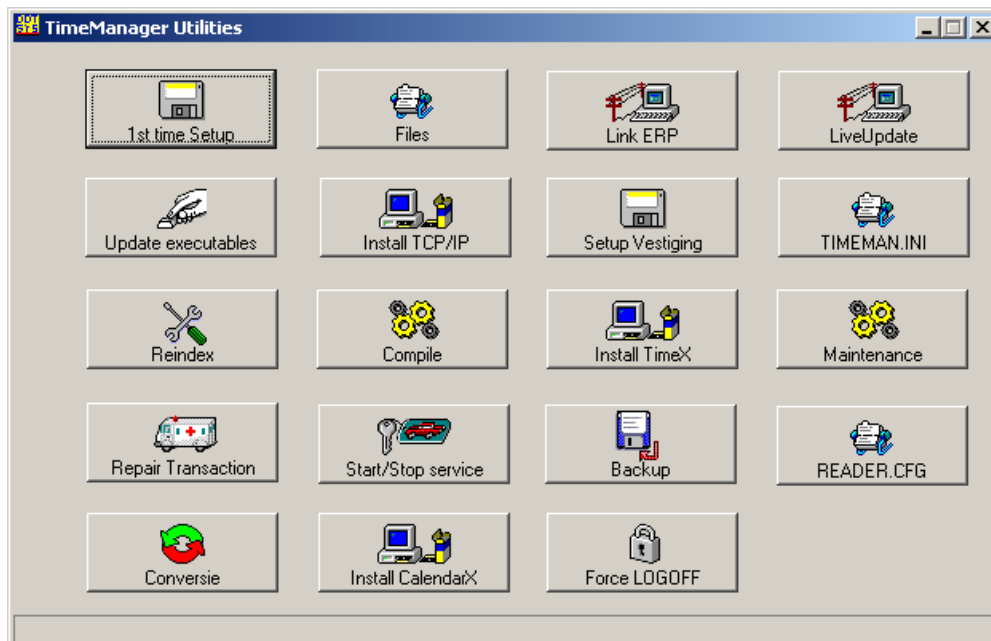 TimeManager Utilities
1st time Setup
Files
Link ERP
LiveUpdate
Update executables
Install TCP/IP
Setup Vestiging
TIMEMAN.INI
Reindex
Compile
Install TimeX
Maintenance
Repair Transaction
Start/Stop service
Backup
READER.CFG
Conversie
Install CalendarX
Force LOGOFF